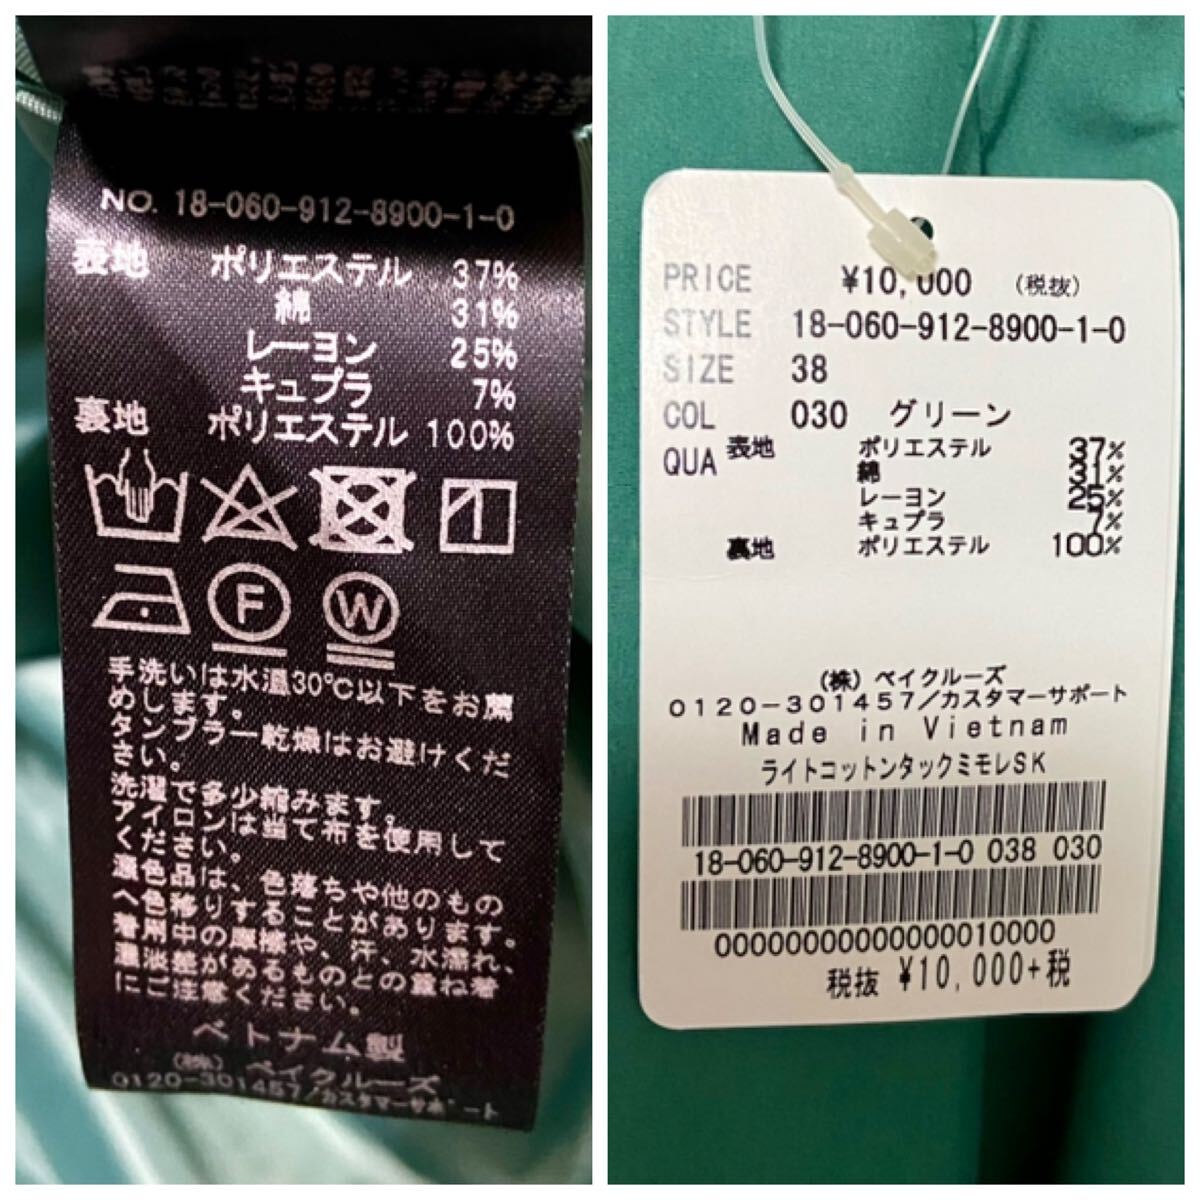 NO. 18-060-912-8900-1-0
表地 ポリエステル 37%
綿 31%
レーヨン 25%
キュプラ 7%
裏地 ポリエステル 100%
F W
手洗いは水温30℃以下をお薦
めします。
タンブラー乾燥はお避けくだ
さい。
洗濯で多少縮みます。
アイロンは当て布を使用して
ください。
濃色品は、色落ちや他のもの
へ色移りすることがあります。
着用中の摩擦や、汗、水濡れ、
濃淡差があるものとの重ね着
にご注意ください。
ベトナム製
(株) ベイクルーズ
0120-301457/カスタマーサポート
PRICE ¥10,000 (税抜)
STYLE 18-060-912-8900-1-0
SIZE 38
COL 030 グリーン
QUA 表地 ポリエステル 37%
綿 31%
レーヨン 25%
キュプラ 7%
裏地 ポリエステル 100%
(株) ベイクルーズ
0120-301457/カスタマーサポート
Made in Vietnam
ライトコットンタックミモレSK
18-060-912-8900-1-0 038 030
00000000000000010000
税抜 ¥10,000+税